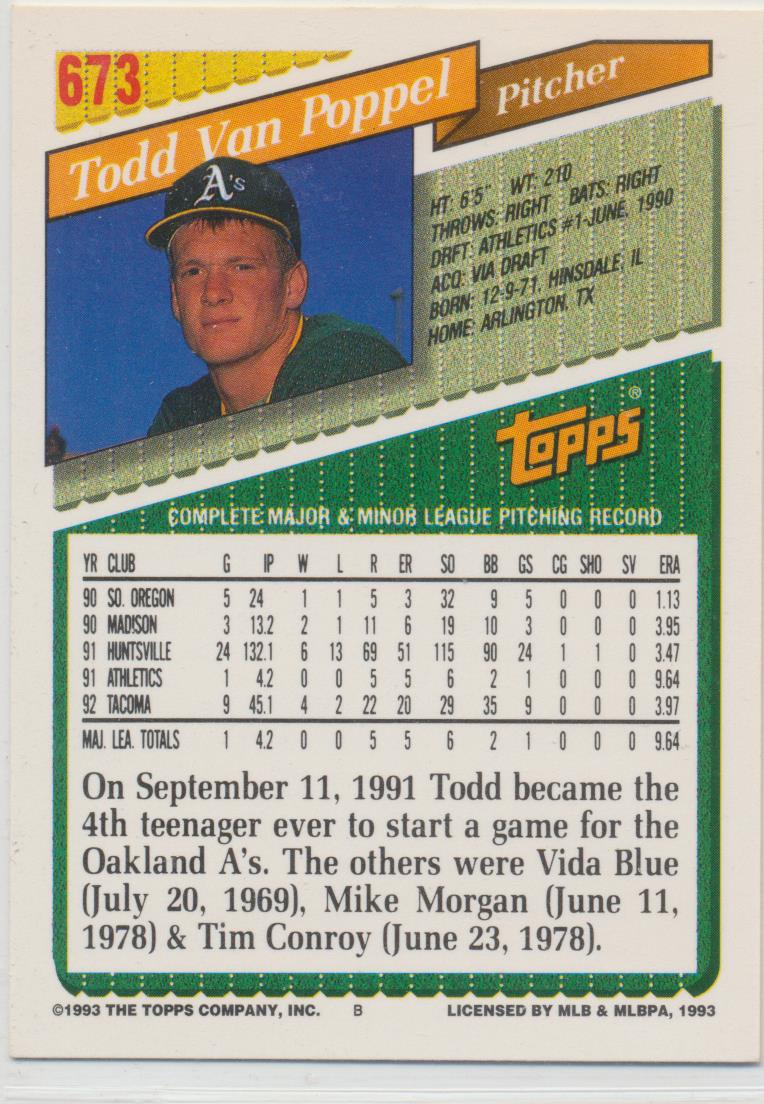 673
Todd Van Poppel
Pitcher
A's
HT: 6'5" WT: 210
THROWS: RIGHT BATS: RIGHT
DRFT: ATHLETICS #1-JUNE, 1990
ACQ: VIA DRAFT
BORN: 12-9-71, HINSDALE, IL
HOME: ARLINGTON, TX
topps®
COMPLETE MAJOR & MINOR LEAGUE PITCHING RECORD
YR CLUB G IP W L R ER SO BB GS CG SHO SV ERA
90 SO. OREGON 5 24 1 1 5 3 32 9 5 0 0 0 1.13
90 MADISON 3 13.2 2 1 11 6 19 10 3 0 0 0 3.95
91 HUNTSVILLE 24 132.1 6 13 69 51 115 90 24 1 1 0 3.47
91 ATHLETICS 1 4.2 0 0 5 5 6 2 1 0 0 0 9.64
92 TACOMA 9 45.1 4 2 22 20 29 35 9 0 0 0 3.97
MAJ. LEA. TOTALS 1 4.2 0 0 5 5 6 2 1 0 0 0 9.64
On September 11, 1991 Todd became the
4th teenager ever to start a game for the
Oakland A's. The others were Vida Blue
(July 20, 1969), Mike Morgan (June 11,
1978) & Tim Conroy (June 23, 1978).
©1993 THE TOPPS COMPANY, INC. B LICENSED BY MLB & MLBPA, 1993